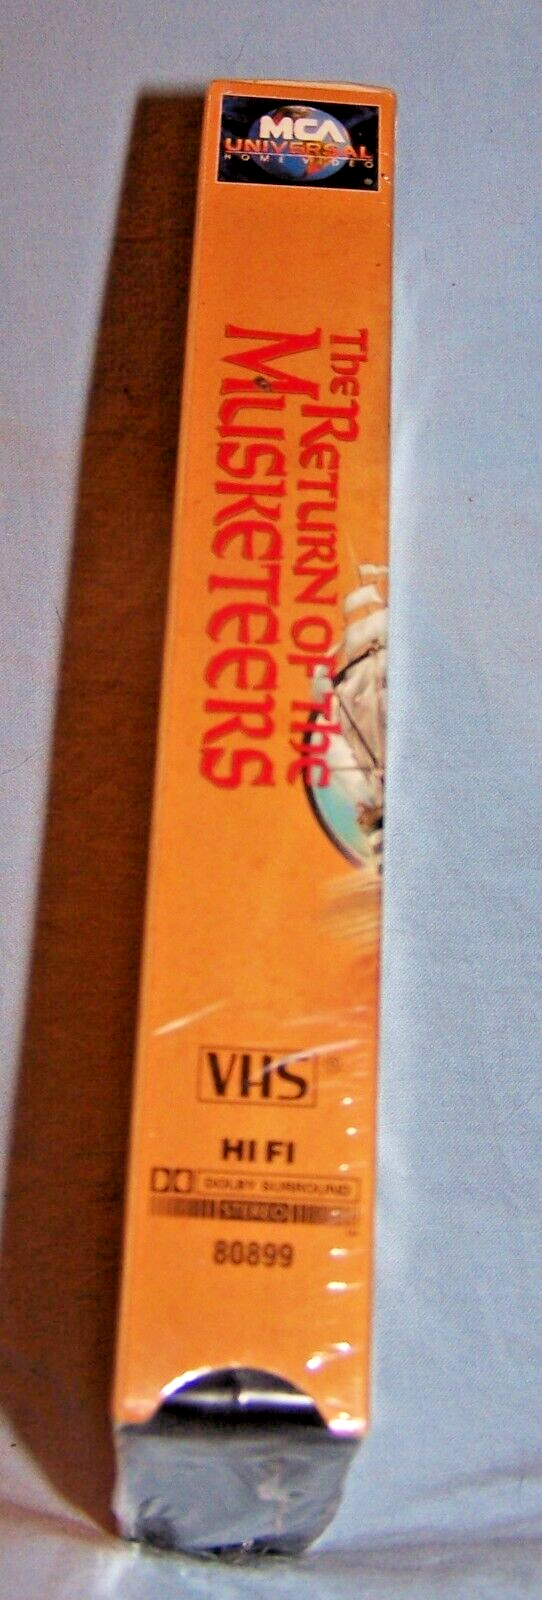 MCA
UNIVERSAL
HOME VIDEO
The Return of the
Musketeers
VHS
HI FI
DOLBY SURROUND
STEREO
80899